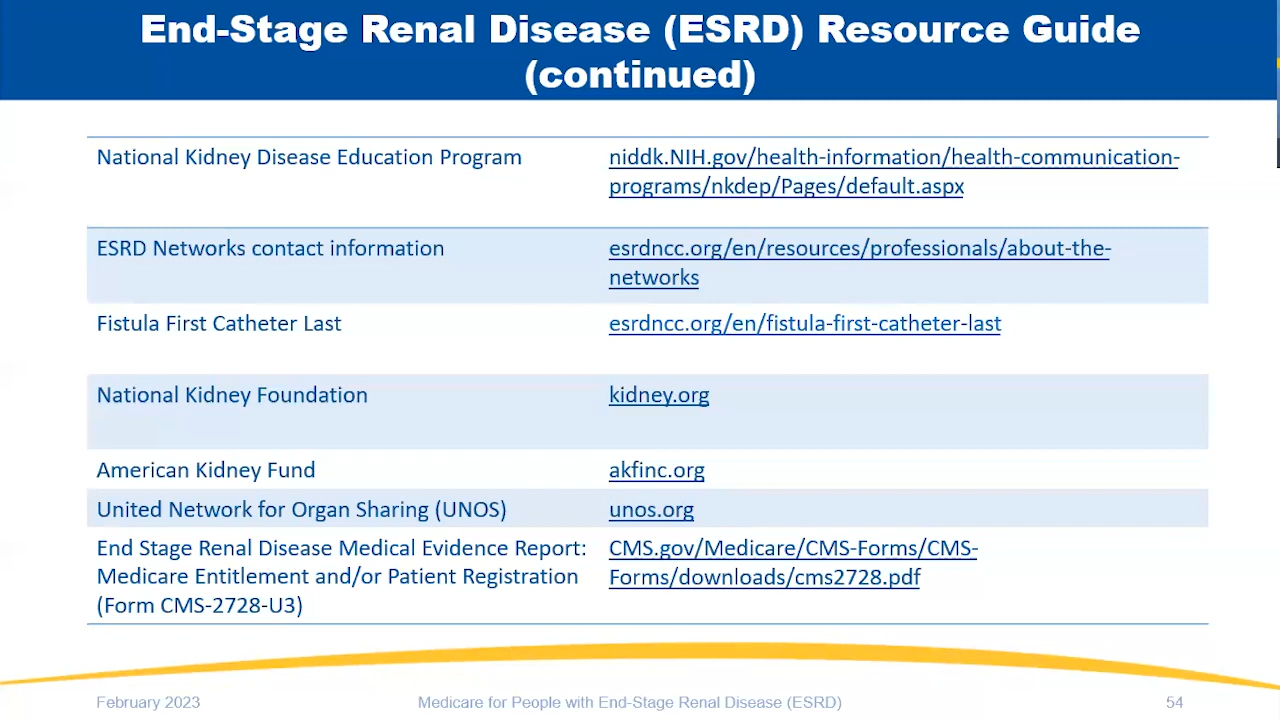 End-Stage Renal Disease (ESRD) Resource Guide
(continued)
National Kidney Disease Education Program
niddk.NIH.gov/health-information/health-communication-
programs/nkdep/Pages/default.aspx
ESRD Networks contact information
esrdncc.org/en/resources/professionals/about-the-
networks
Fistula First Catheter Last
esrdncc.org/en/fistula-first-catheter-last
National Kidney Foundation
kidney.org
American Kidney Fund
akfinc.org
United Network for Organ Sharing (UNOS)
unos.org
End Stage Renal Disease Medical Evidence Report:
Medicare Entitlement and/or Patient Registration
(Form CMS-2728-U3)
CMS.gov/Medicare/CMS-Forms/CMS-
Forms/downloads/cms2728.pdf
February 2023
Medicare for People with End-Stage Renal Disease (ESRD)
54